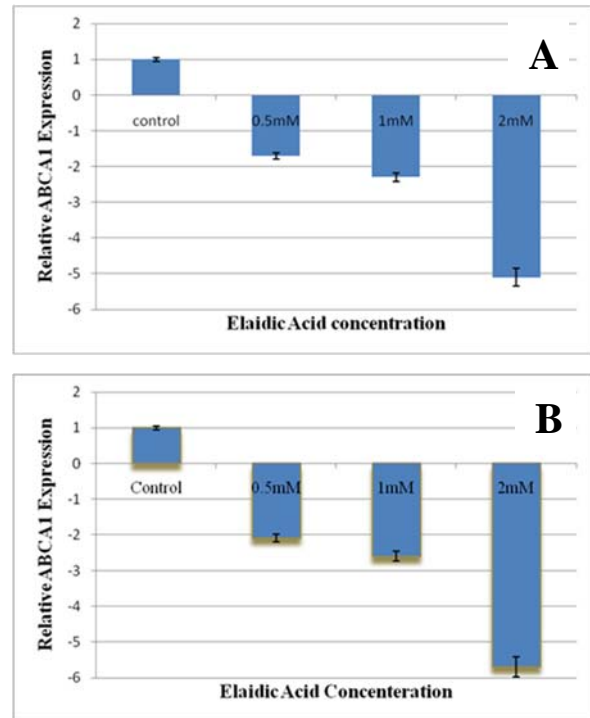 A
2
1
0
-1
-2
-3
-4
-5
-6
Relative ABCA1 Expression
control
0.5mM
1mM
2mM
Elaidic Acid concentration
B
2
1
0
-1
-2
-3
-4
-5
-6
Relative ABCA1 Expression
Control
0.5mM
1mM
2mM
Elaidic Acid Concenteration